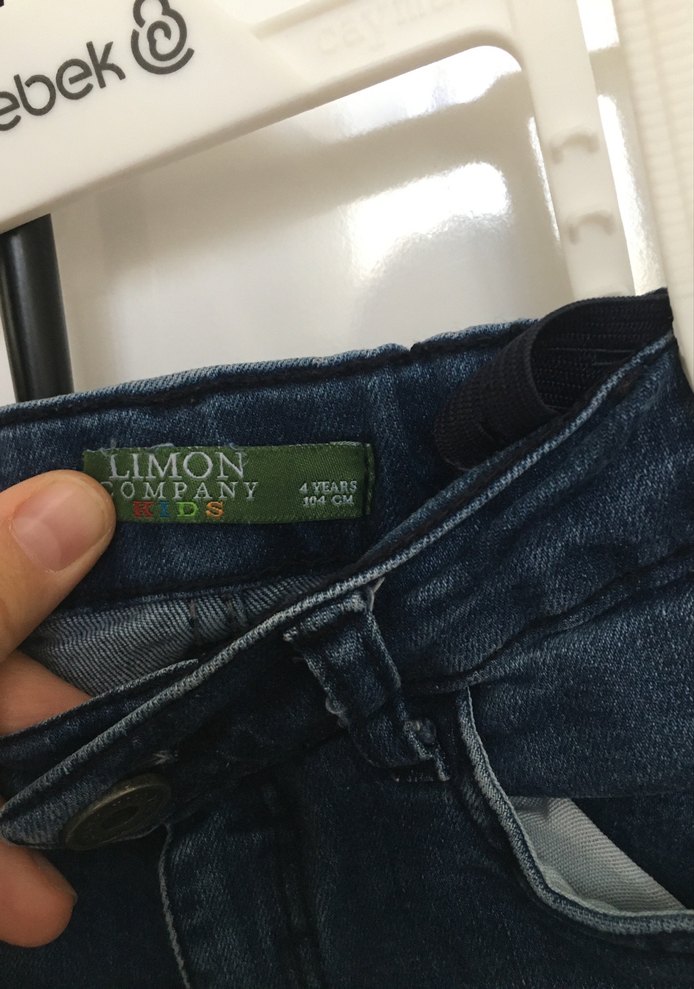 ebek
LIMON
COMPANY
KIDS
4 YEARS
104 CM